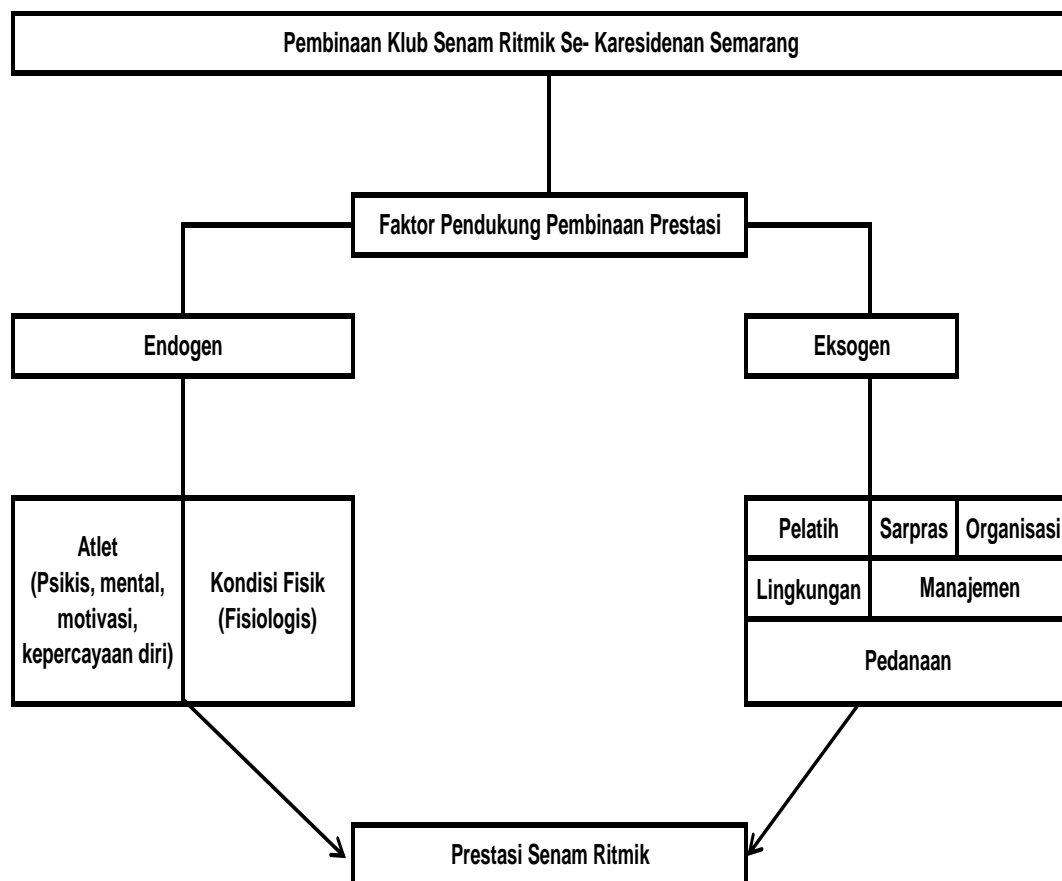 Pembinaan Klub Senam Ritmik Se- Karesidenan Semarang
Faktor Pendukung Pembinaan Prestasi
Endogen
Eksogen
Atlet
(Psikis, mental,
motivasi,
kepercayaan diri)
Kondisi Fisik
(Fisiologis)
Pelatih
Sarpras
Organisasi
Lingkungan
Manajemen
Pedanaan
Prestasi Senam Ritmik